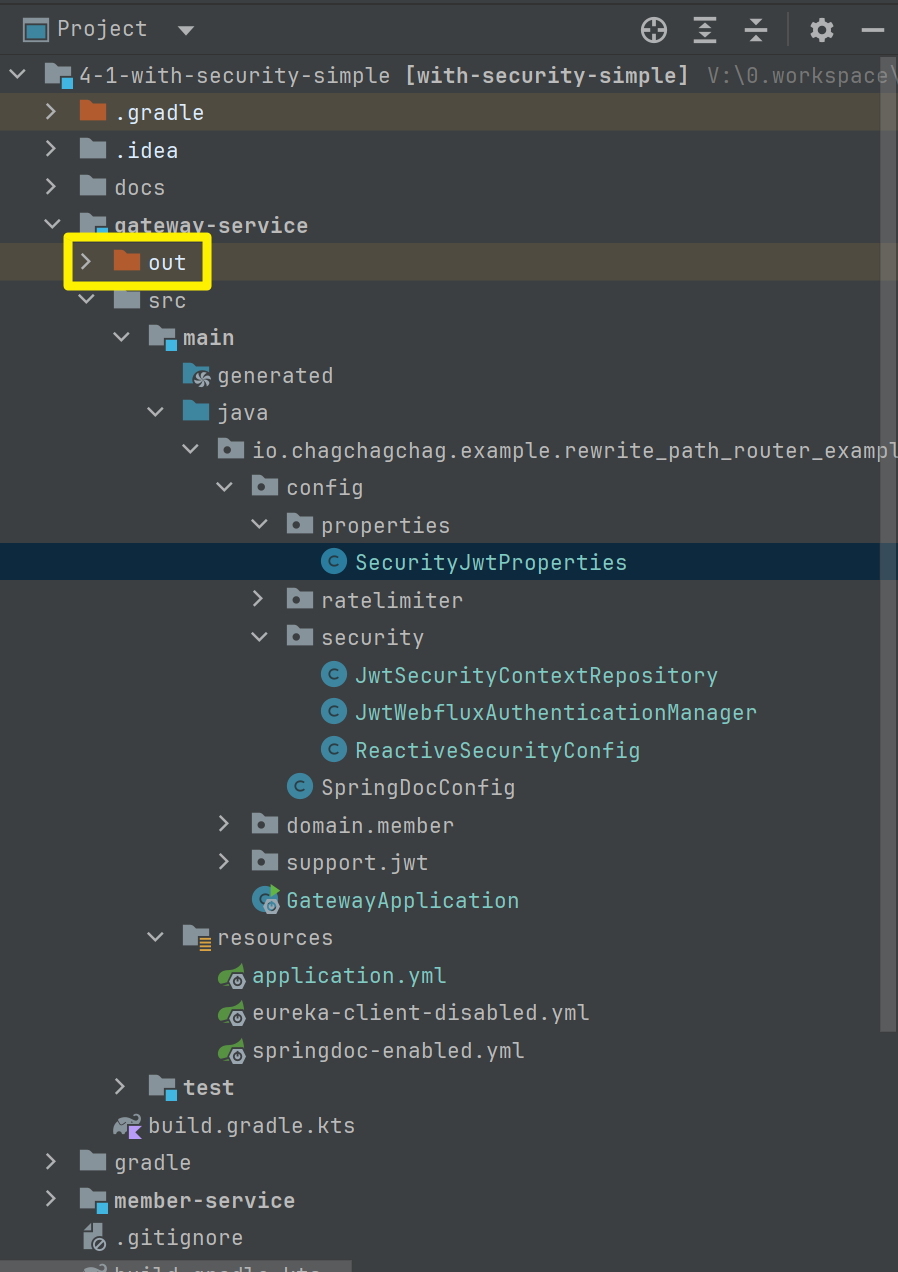 Project
4-1-with-security-simple [with-security-simple] V:\0.workspace\
.gradle
.idea
docs
gateway-service
out
src
main
generated
java
io.chagchagchag.example.rewrite_path_router_exampl
config
properties
SecurityJwtProperties
ratelimiter
security
JwtSecurityContextRepository
JwtWebfluxAuthenticationManager
ReactiveSecurityConfig
SpringDocConfig
domain.member
support.jwt
GatewayApplication
resources
application.yml
eureka-client-disabled.yml
springdoc-enabled.yml
test
build.gradle.kts
gradle
member-service
.gitignore
build.gradle.kts